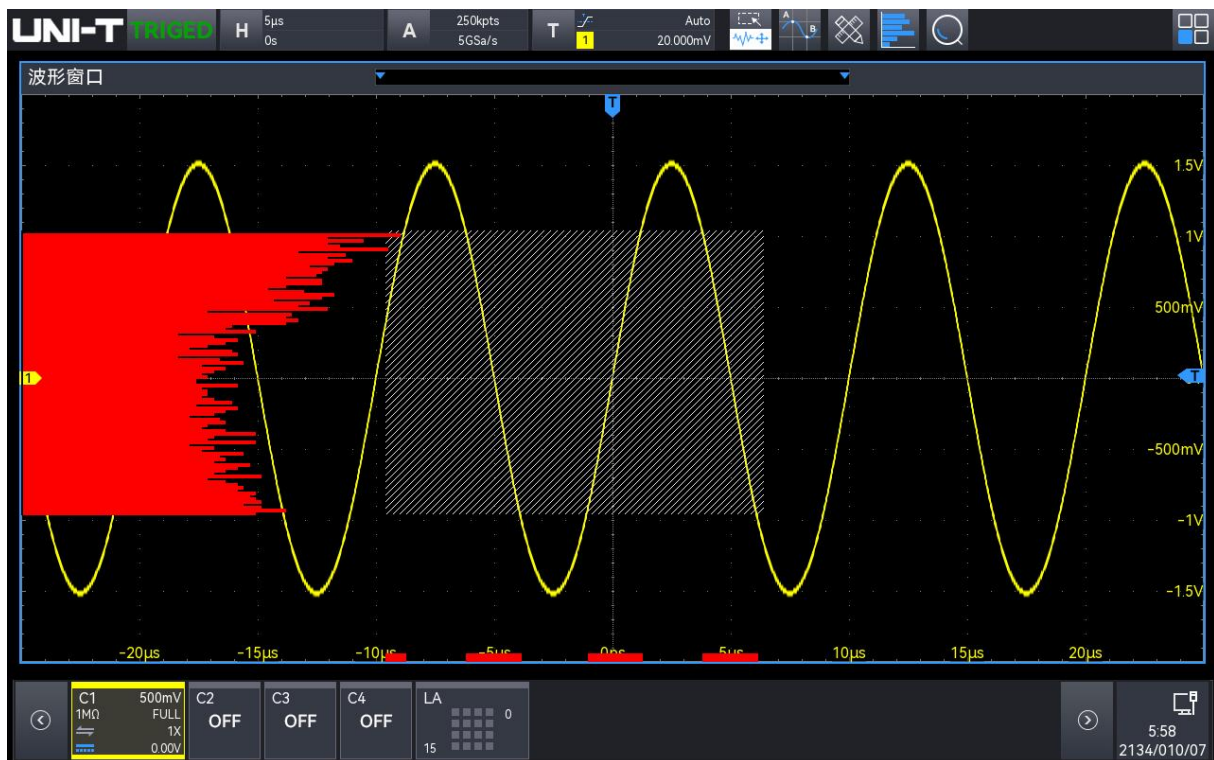 UNI-T TRIGED H 5μs A 250kpts T Auto
0s 5GSa/s 1 20.000mV
A B
波形窗口
T
1.5V
1V
500mV
1 T
-500mV
-1V
-1.5V
-20μs -15μs -10μs -5μs 0ps 5μs 10μs 15μs 20μs
C1 500mV C2 C3 C4 LA
1MΩ FULL OFF OFF OFF 0
1X
0.00V 15
5:58
2134/010/07